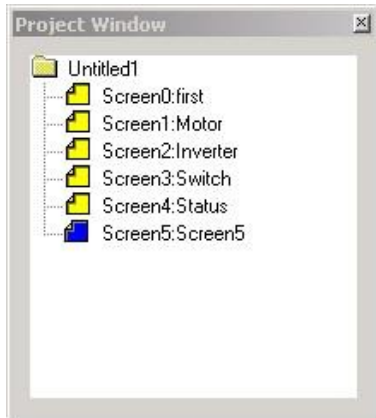 Project Window
Untitled1
Screen0:first
Screen1:Motor
Screen2:Inverter
Screen3:Switch
Screen4:Status
Screen5:Screen5